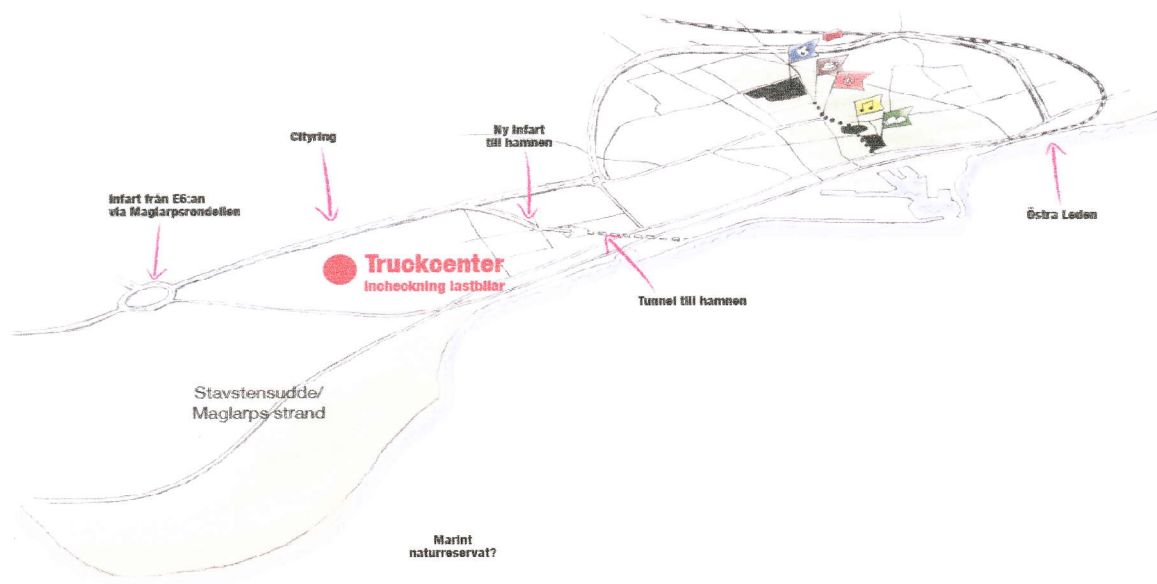 Cityring
Ny infart
till hamnen
Infart från E6:an
via Maglarpsrondellen
Östra Leden
Truckcenter
Incheckning lastbilar
Tunnel till hamnen
Stavstensudde/
Maglarps strand
Marint
naturreservat?